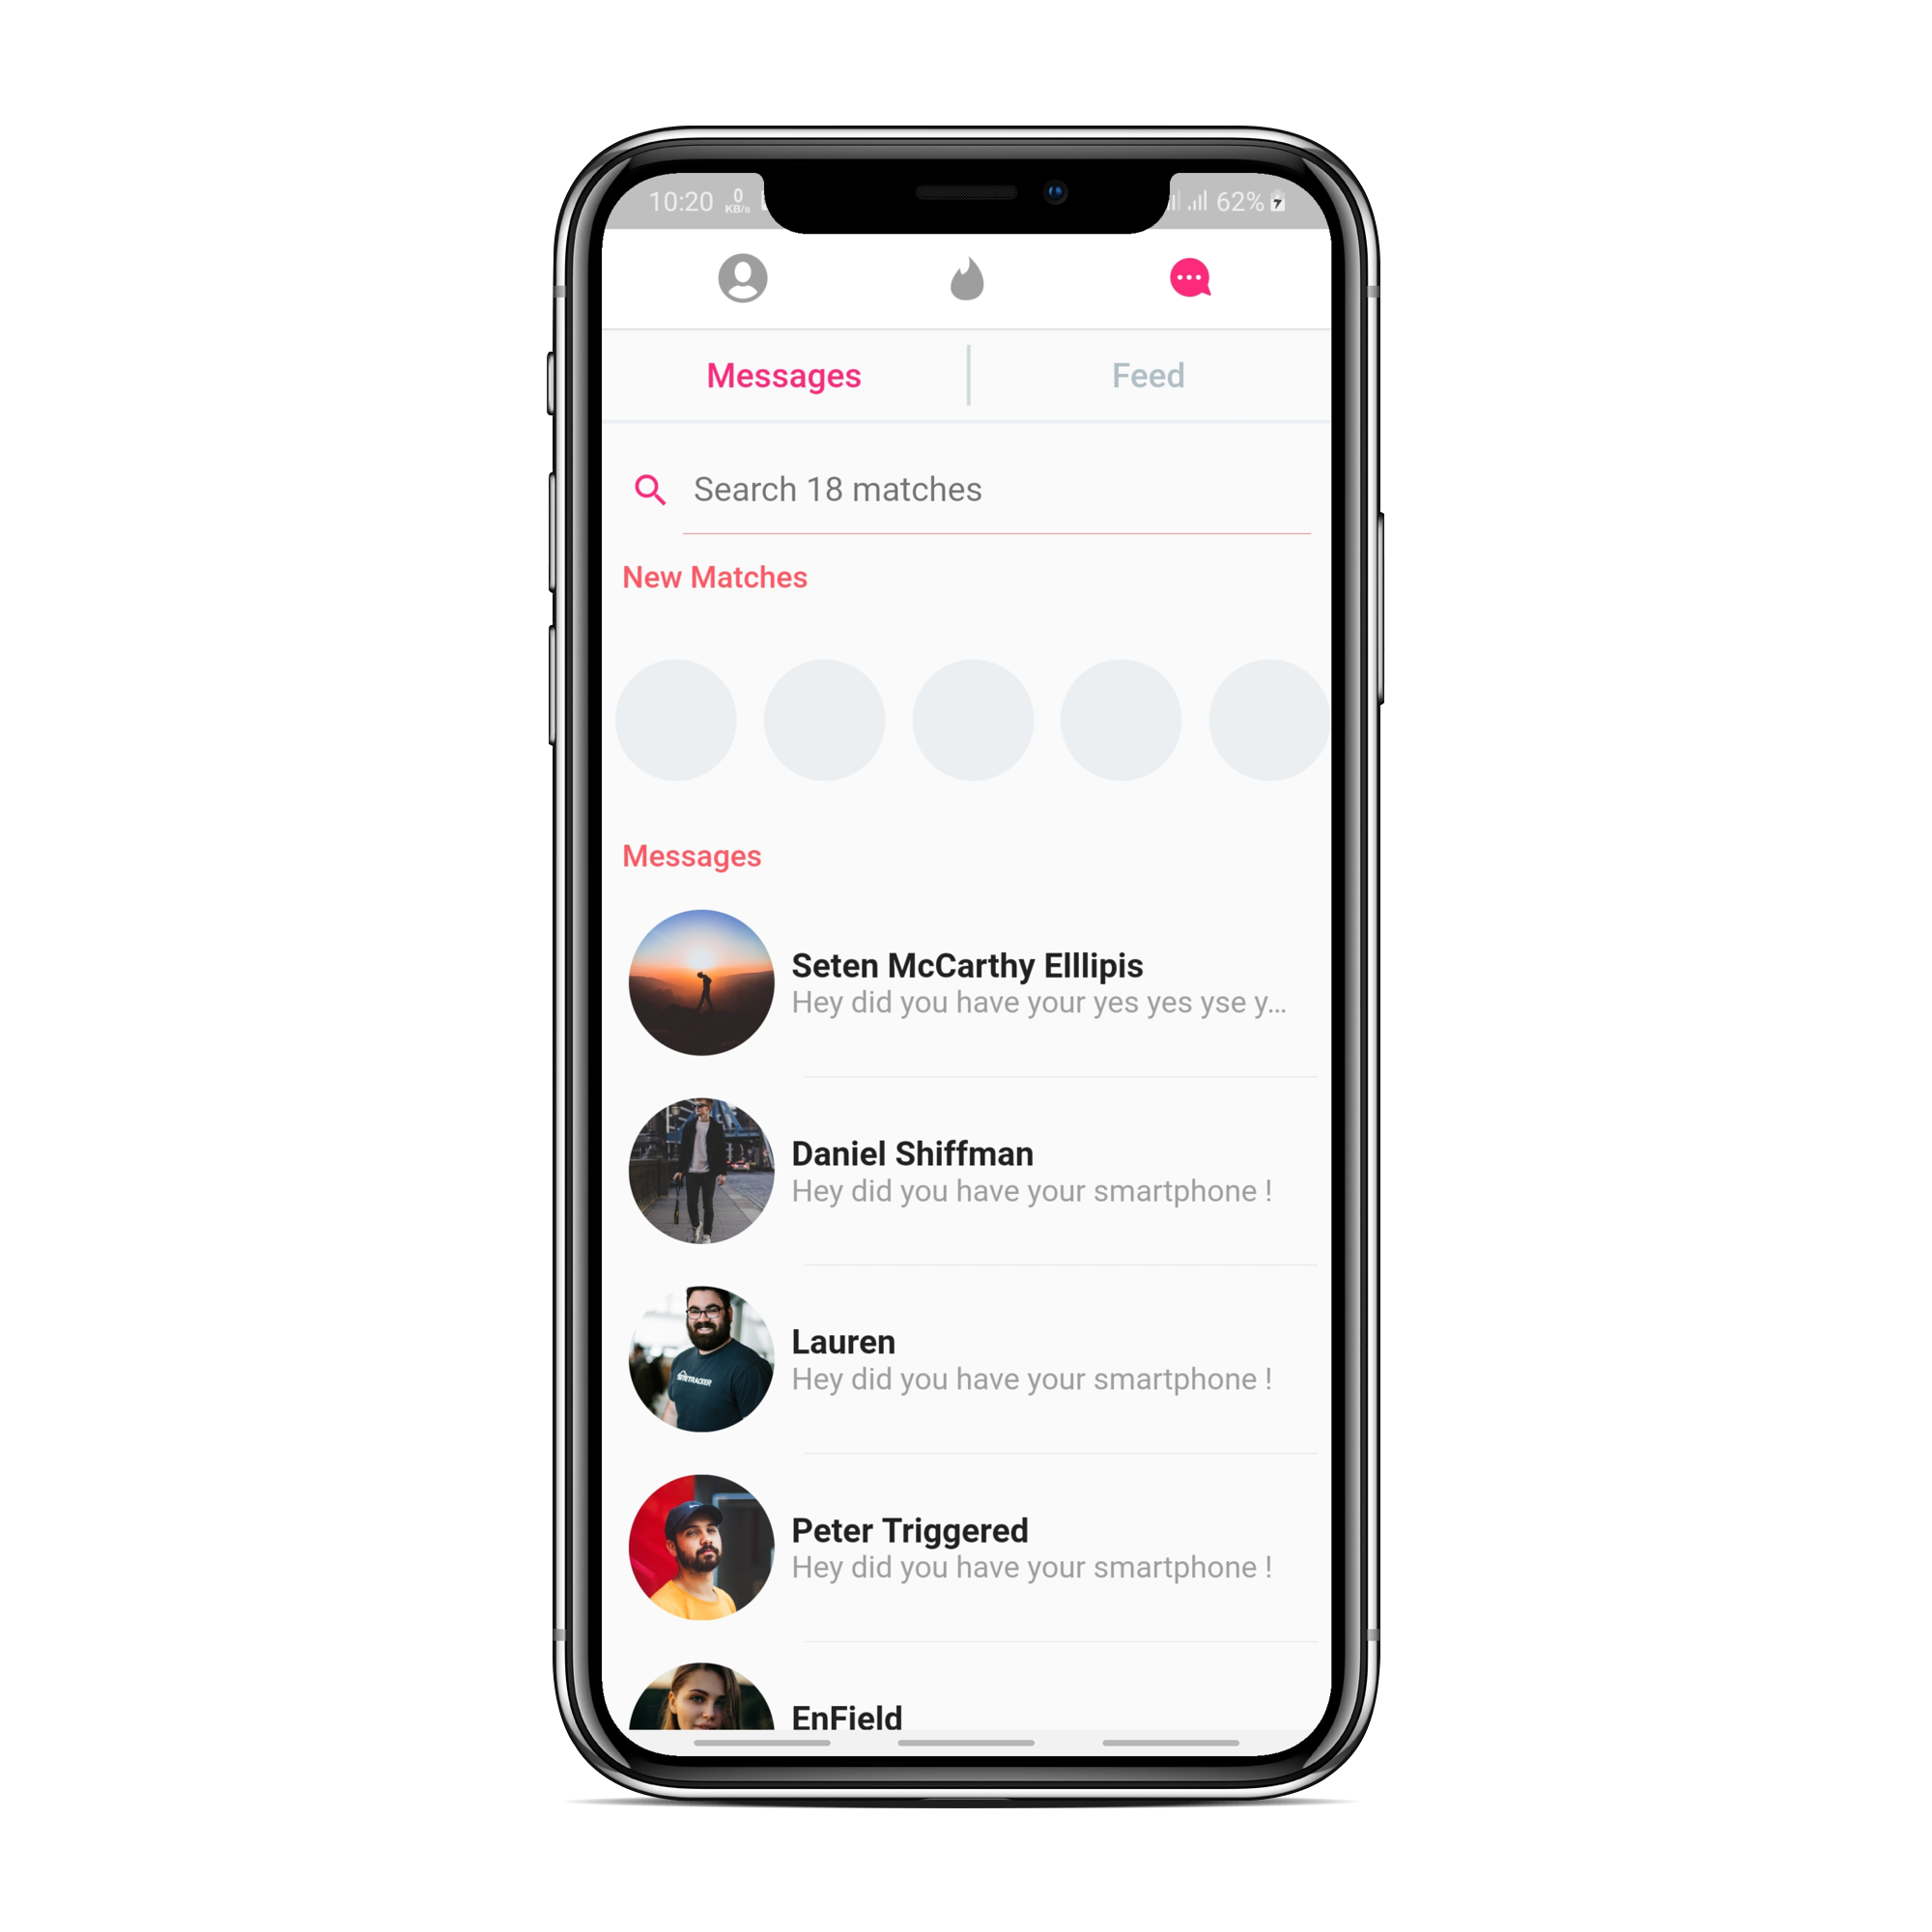 10:20 0 KB/s 62%
Messages Feed
Search 18 matches
New Matches
Messages
Seten McCarthy Elllipis
Hey did you have your yes yes yse y...
Daniel Shiffman
Hey did you have your smartphone !
Lauren
Hey did you have your smartphone !
Peter Triggered
Hey did you have your smartphone !
EnField